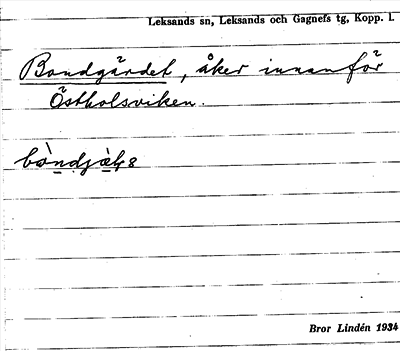 Leksands sn, Leksands och Gagnefs tg, Kopp. l.
Bondgärdet, åker innanför
Östholsviken.
Bror Lindén 1934